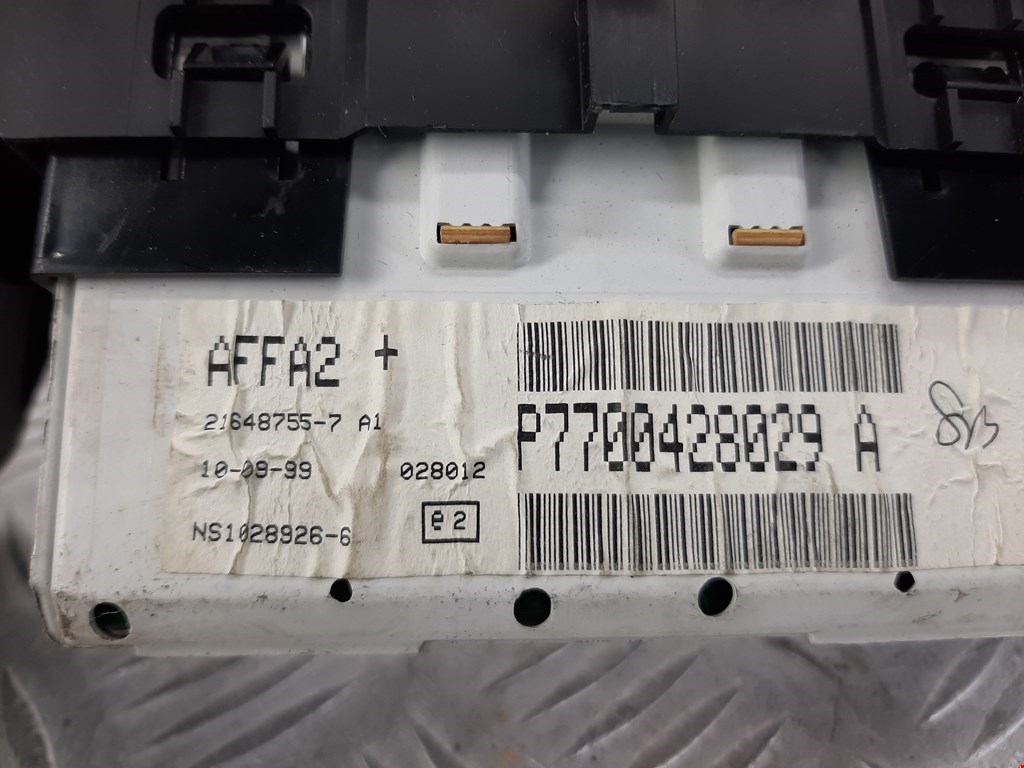 AFFA2 +
21648755-7 A1
10-09-99 028012
NS1028926-6
e2
P7700428029 A